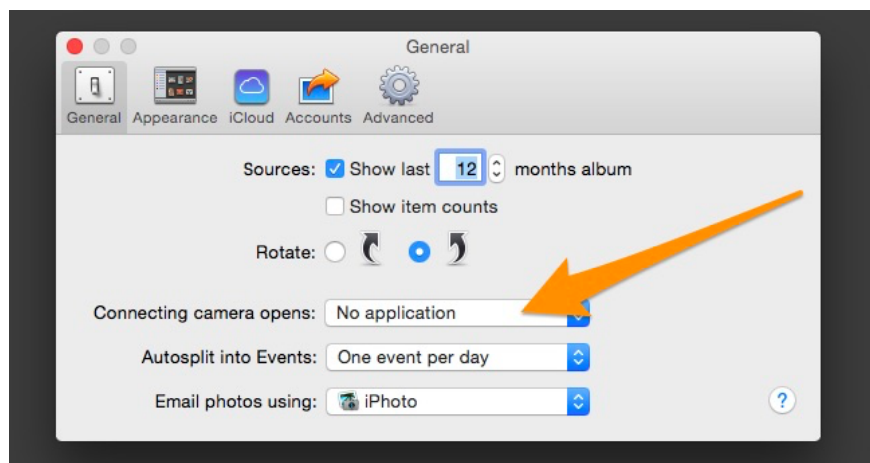 General
General Appearance iCloud Accounts Advanced
Sources: Show last 12 months album
Show item counts
Rotate:
Connecting camera opens: No application
Autosplit into Events: One event per day
Email photos using: iPhoto
?